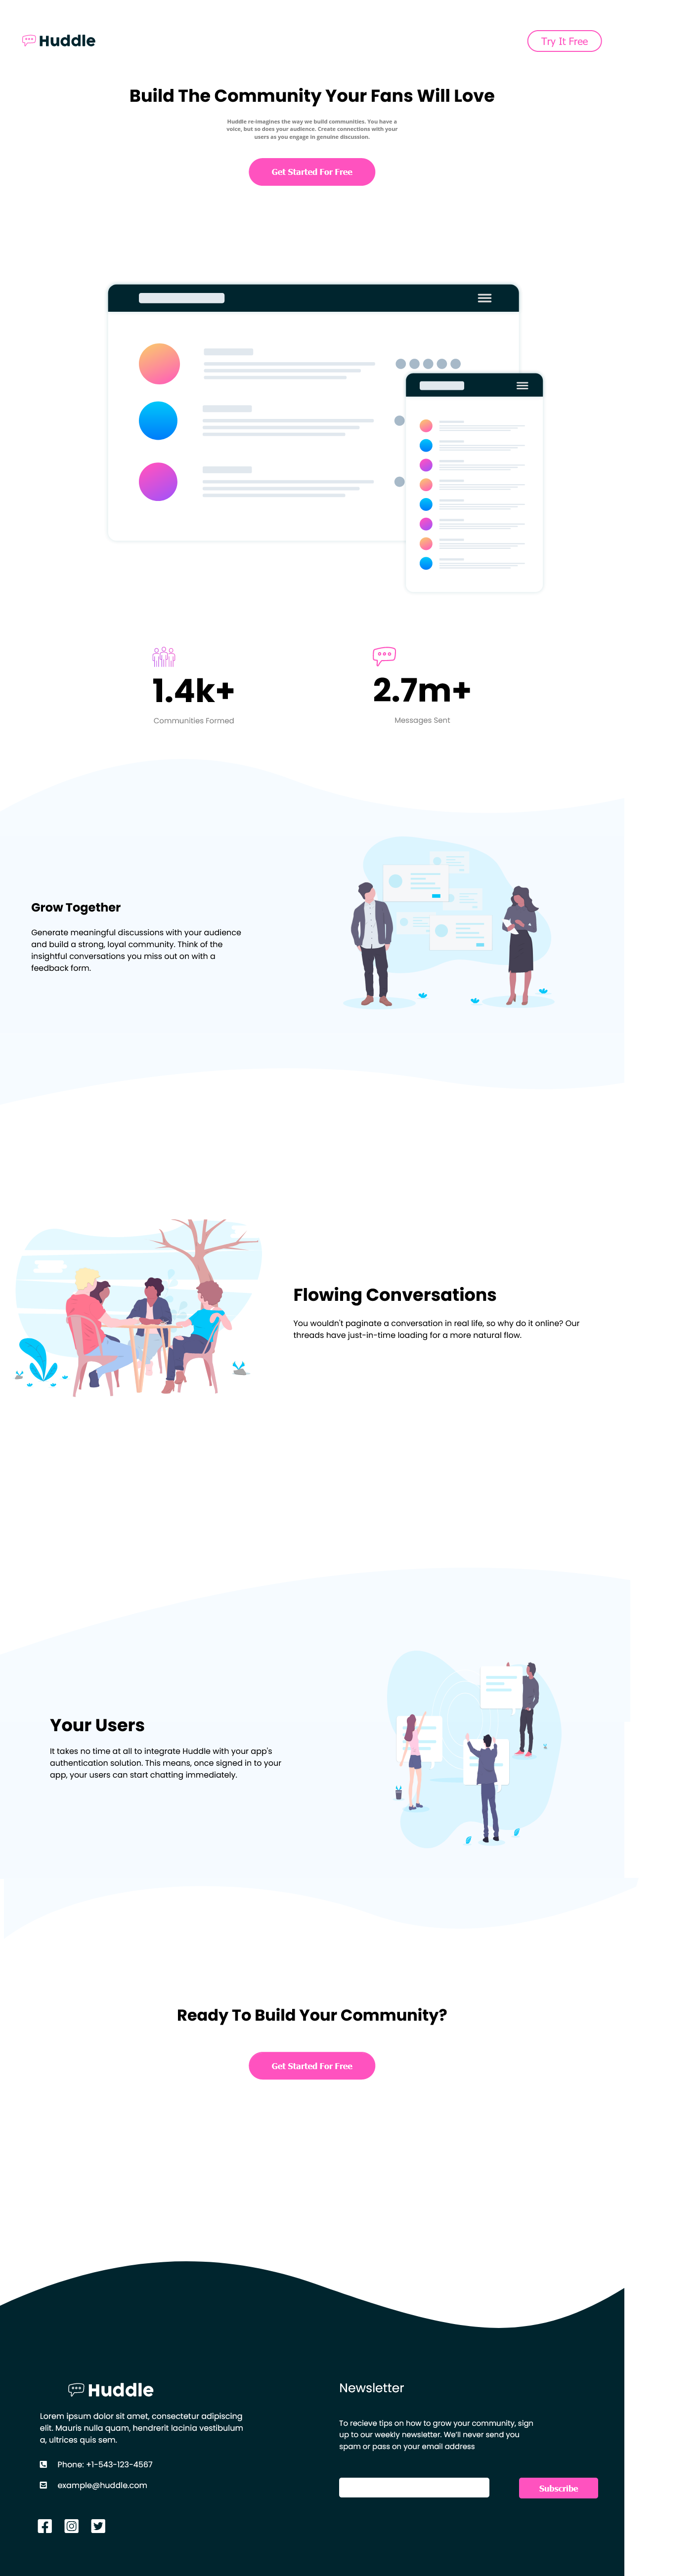 Huddle
Try It Free
Build The Community Your Fans Will Love
Huddle re-imagines the way we build communities. You have a
voice, but so does your audience. Create connections with your
users as you engage in genuine discussion.
Get Started For Free
1.4k+
Communities Formed
2.7m+
Messages Sent
Grow Together
Generate meaningful discussions with your audience
and build a strong, loyal community. Think of the
insightful conversations you miss out on with a
feedback form.
Flowing Conversations
You wouldn't paginate a conversation in real life, so why do it online? Our
threads have just-in-time loading for a more natural flow.
Your Users
It takes no time at all to integrate Huddle with your app's
authentication solution. This means, once signed in to your
app, your users can start chatting immediately.
Ready To Build Your Community?
Get Started For Free
Huddle
Lorem ipsum dolor sit amet, consectetur adipiscing
elit. Mauris nulla quam, hendrerit lacinia vestibulum
a, ultrices quis sem.
Phone: +1-543-123-4567
example@huddle.com
Newsletter
To recieve tips on how to grow your community, sign
up to our weekly newsletter. We'll never send you
spam or pass on your email address
Subscribe